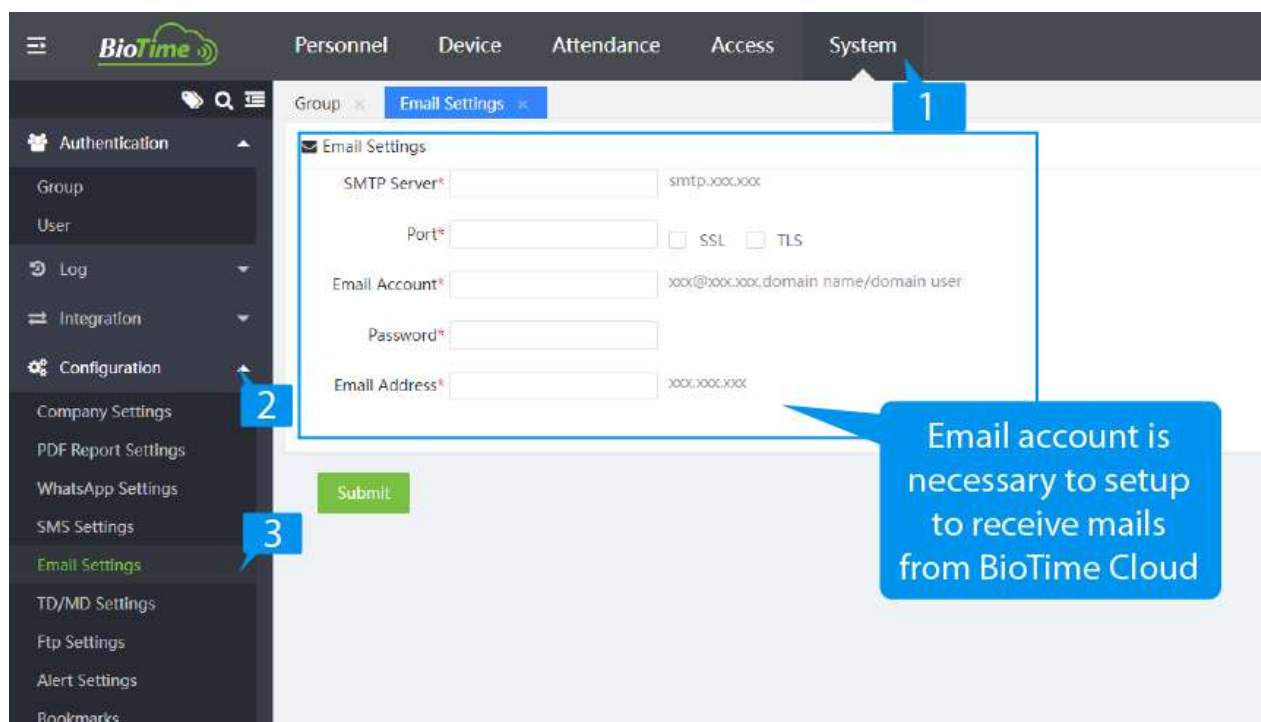 BioTime
Personnel Device Attendance Access System
1
Group × Email Settings ×
Authentication
Group
User
Log
Integration
Configuration
2
Company Settings
PDF Report Settings
WhatsApp Settings
SMS Settings
3
Email Settings
TD/MD Settings
Ftp Settings
Alert Settings
Bookmarks
Email Settings
SMTP Server* smtp.xxx.xxx
Port* SSL TLS
Email Account* xxx@xxx.xxx,domain name/domain user
Password*
Email Address* xxx.xxx.xxx
Submit
Email account is
necessary to setup
to receive mails
from BioTime Cloud